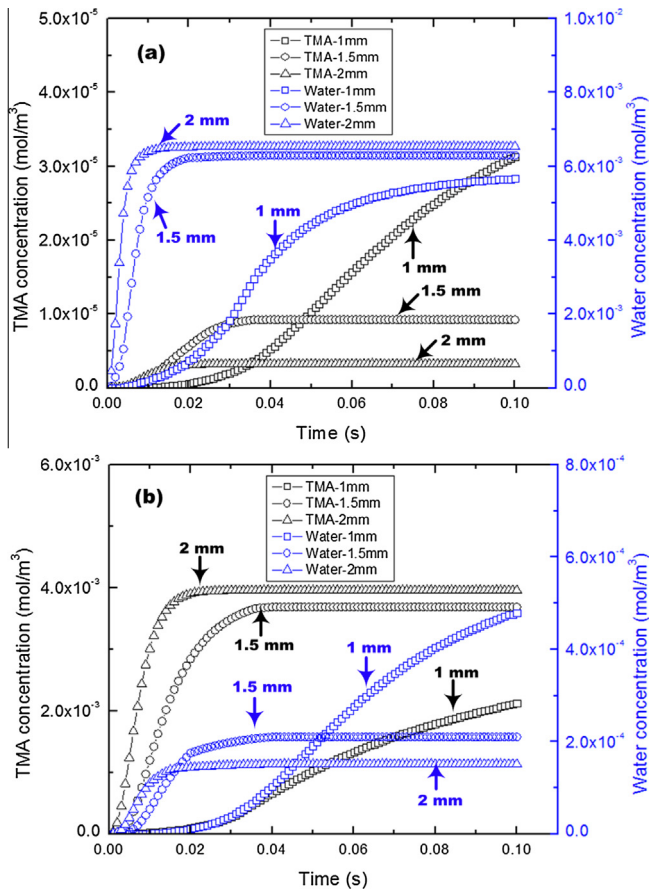 (a)
TMA-1mm
TMA-1.5mm
TMA-2mm
Water-1mm
Water-1.5mm
Water-2mm
5.0x10⁻⁵
4.0x10⁻⁵
3.0x10⁻⁵
2.0x10⁻⁵
1.0x10⁻⁵
0.0
TMA concentration (mol/m³)
1.0x10⁻²
8.0x10⁻³
6.0x10⁻³
4.0x10⁻³
2.0x10⁻³
0.0
Water concentration (mol/m³)
2 mm
1.5 mm
1 mm
1 mm
1.5 mm
2 mm
0.00 0.02 0.04 0.06 0.08 0.10
Time (s)
(b)
TMA-1mm
TMA-1.5mm
TMA-2mm
Water-1mm
Water-1.5mm
Water-2mm
6.0x10⁻³
4.0x10⁻³
2.0x10⁻³
0.0
TMA concentration (mol/m³)
8.0x10⁻⁴
6.0x10⁻⁴
4.0x10⁻⁴
2.0x10⁻⁴
0.0
Water concentration (mol/m³)
2 mm
1.5 mm
1 mm
1.5 mm
1 mm
2 mm
0.00 0.02 0.04 0.06 0.08 0.10
Time (s)